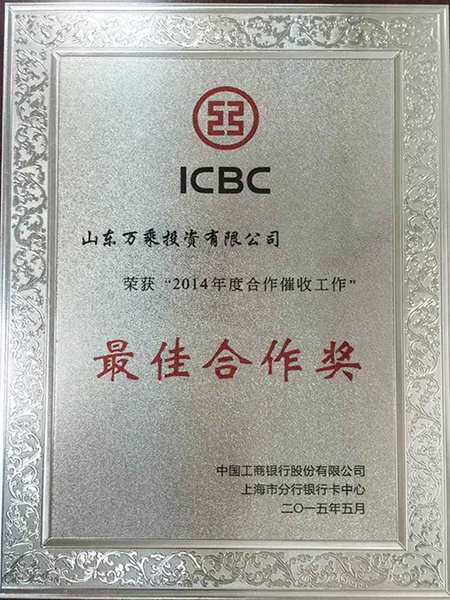 ICBC
山东万乘投资有限公司
荣获“2014年度合作催收工作”
最佳合作奖
中国工商银行股份有限公司
上海市分行银行卡中心
二〇一五年五月